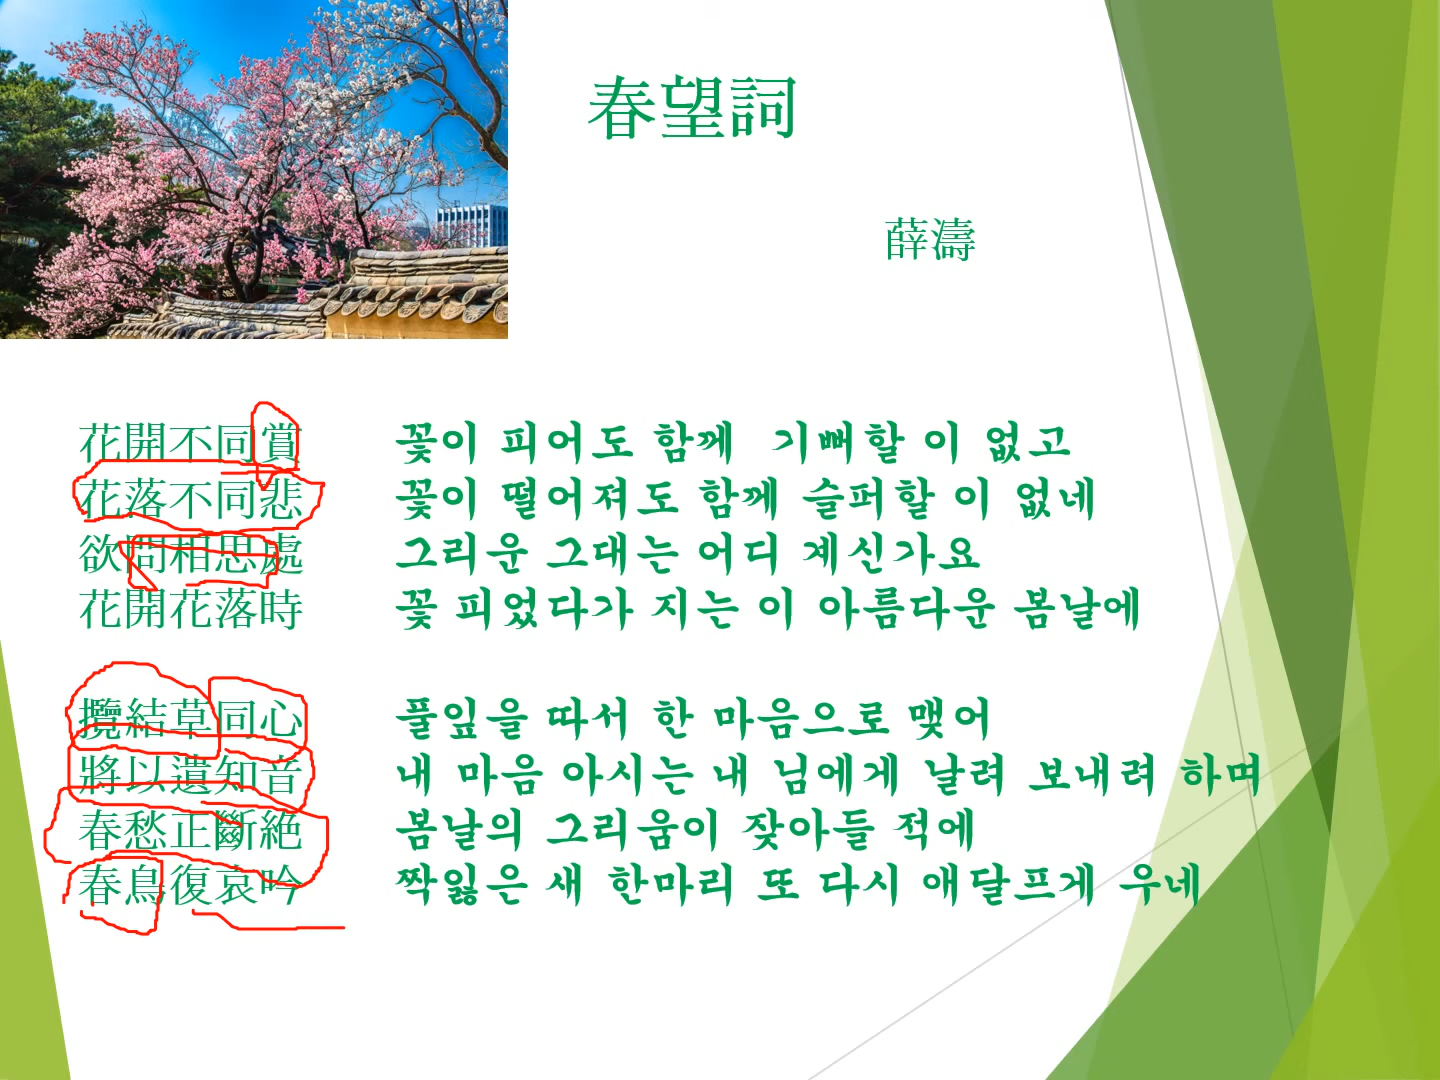 春望詞
薛濤
花開不同賞 꽃이 피어도 함께 기뻐할 이 없고
花落不同悲 꽃이 떨어져도 함께 슬퍼할 이 없네
欲問相思處 그리운 그대는 어디 계신가요
花開花落時 꽃 피었다가 지는 이 아름다운 봄날에
攬結草同心 풀잎을 따서 한 마음으로 맺어
將以遺知音 내 마음 아시는 내 님에게 날려 보내려 하며
春愁正斷絶 봄날의 그리움이 잦아들 적에
春鳥復哀吟 짝잃은 새 한마리 또 다시 애달프게 우네